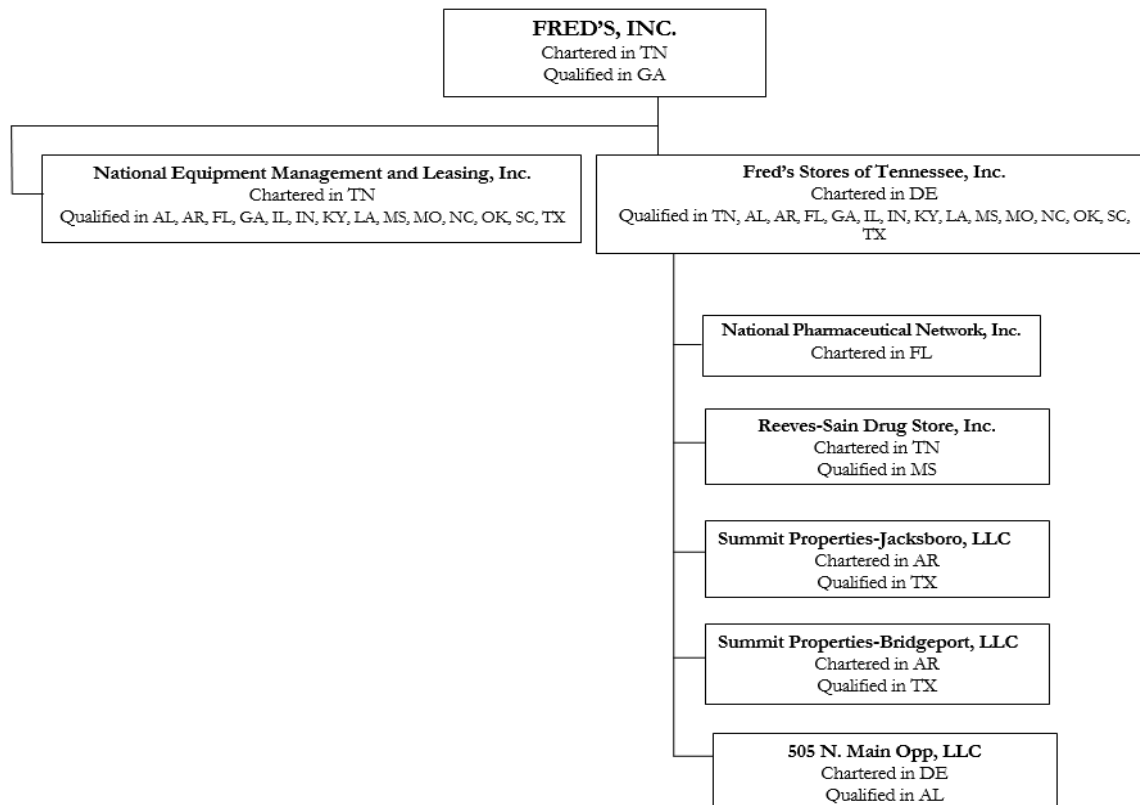 FRED'S, INC.
Chartered in TN
Qualified in GA
National Equipment Management and Leasing, Inc.
Chartered in TN
Qualified in AL, AR, FL, GA, IL, IN, KY, LA, MS, MO, NC, OK, SC, TX
Fred's Stores of Tennessee, Inc.
Chartered in DE
Qualified in TN, AL, AR, FL, GA, IL, IN, KY, LA, MS, MO, NC, OK, SC,
TX
National Pharmaceutical Network, Inc.
Chartered in FL
Reeves-Sain Drug Store, Inc.
Chartered in TN
Qualified in MS
Summit Properties-Jacksboro, LLC
Chartered in AR
Qualified in TX
Summit Properties-Bridgeport, LLC
Chartered in AR
Qualified in TX
505 N. Main Opp, LLC
Chartered in DE
Qualified in AL